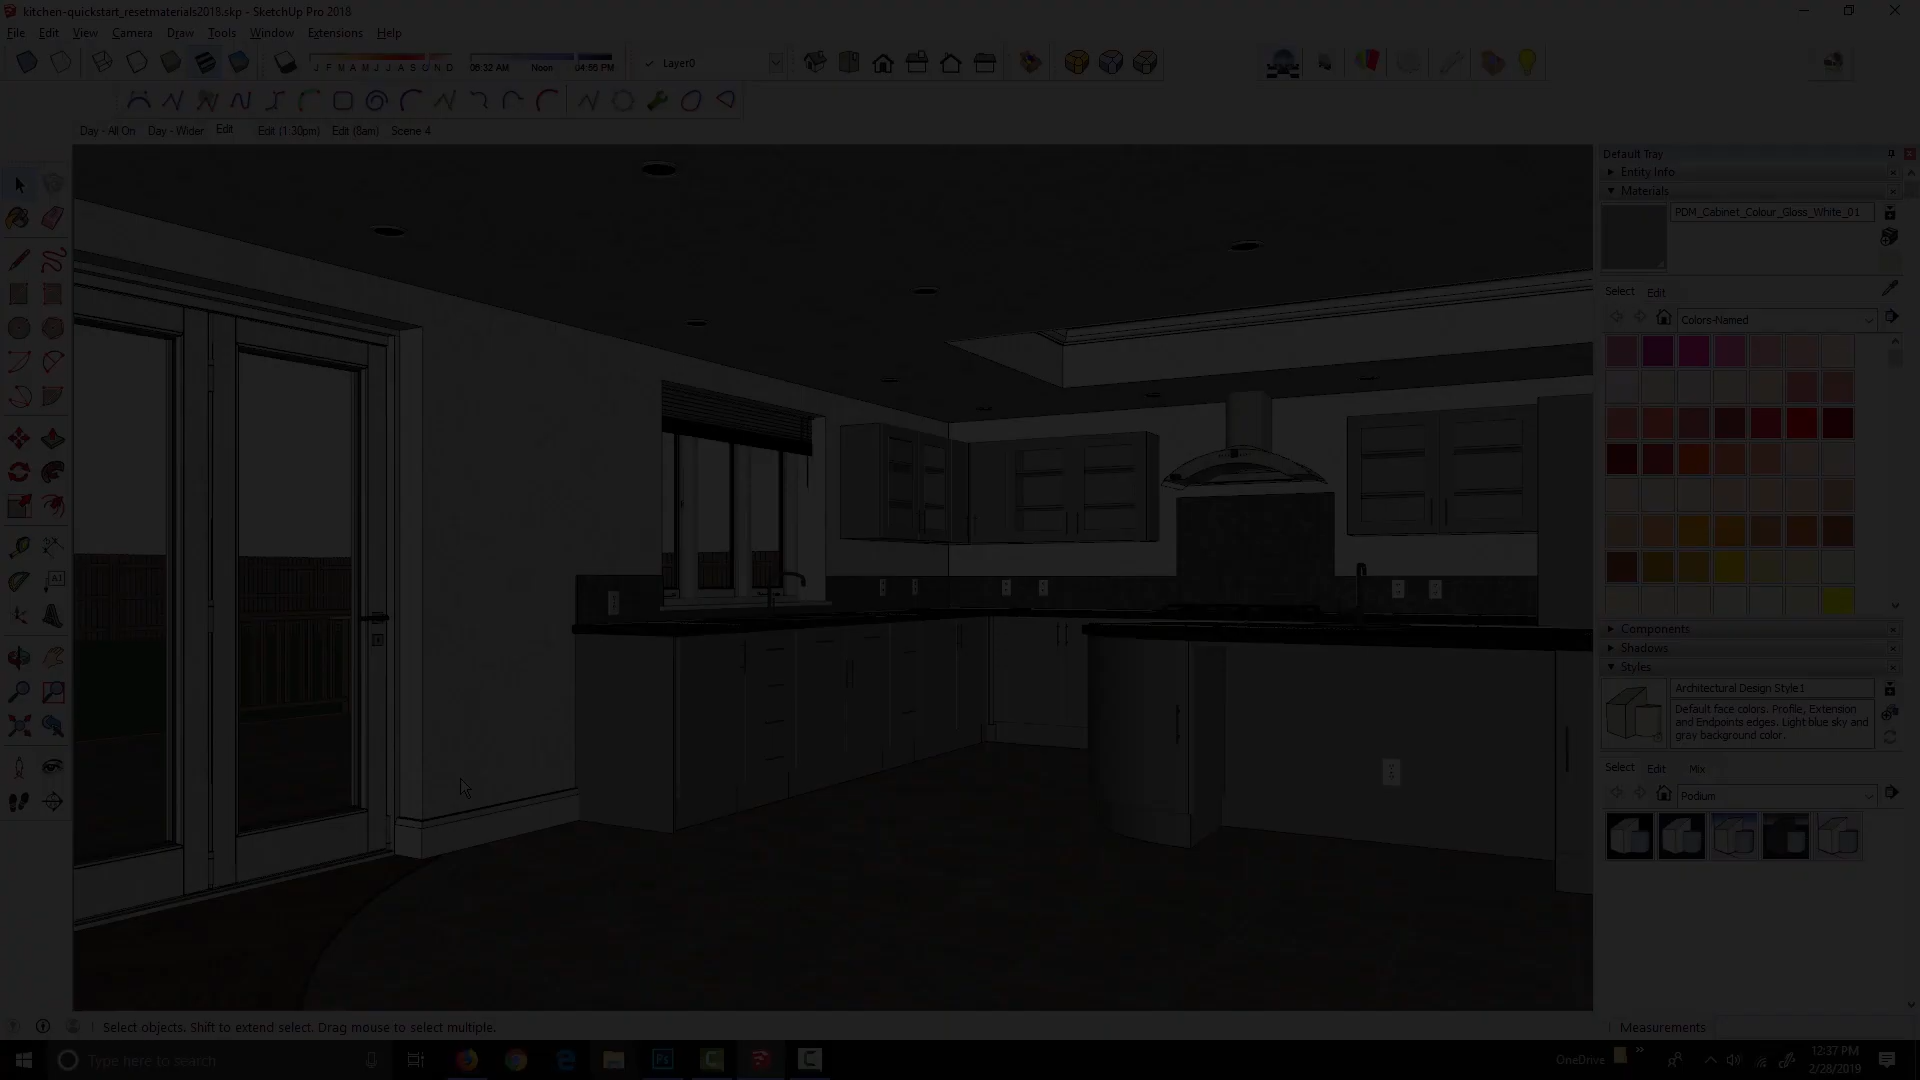 kitchen-quickstart_resetmaterials2018.skp - SketchUp Pro 2018
File Edit View Camera Draw Tools Window Extensions Help
J F M A M J J A S O N D 06:32 AM Noon 04:56 PM Layer0
Day - All On Day - Wider Edit Edit (1:30pm) Edit (8am) Scene 4
Default Tray
Entity Info
Materials
PDM_Cabinet_Colour_Gloss_White_01
Select Edit
Colors-Named
Components
Shadows
Styles
Architectural Design Style1
Default face colors. Profile, Extension
and Endpoints edges. Light blue sky and
gray background color.
Select Edit Mix
Podium
Select objects. Shift to extend select. Drag mouse to select multiple.
Measurements
Type here to search
Ps
OneDrive
12:37 PM
2/28/2019